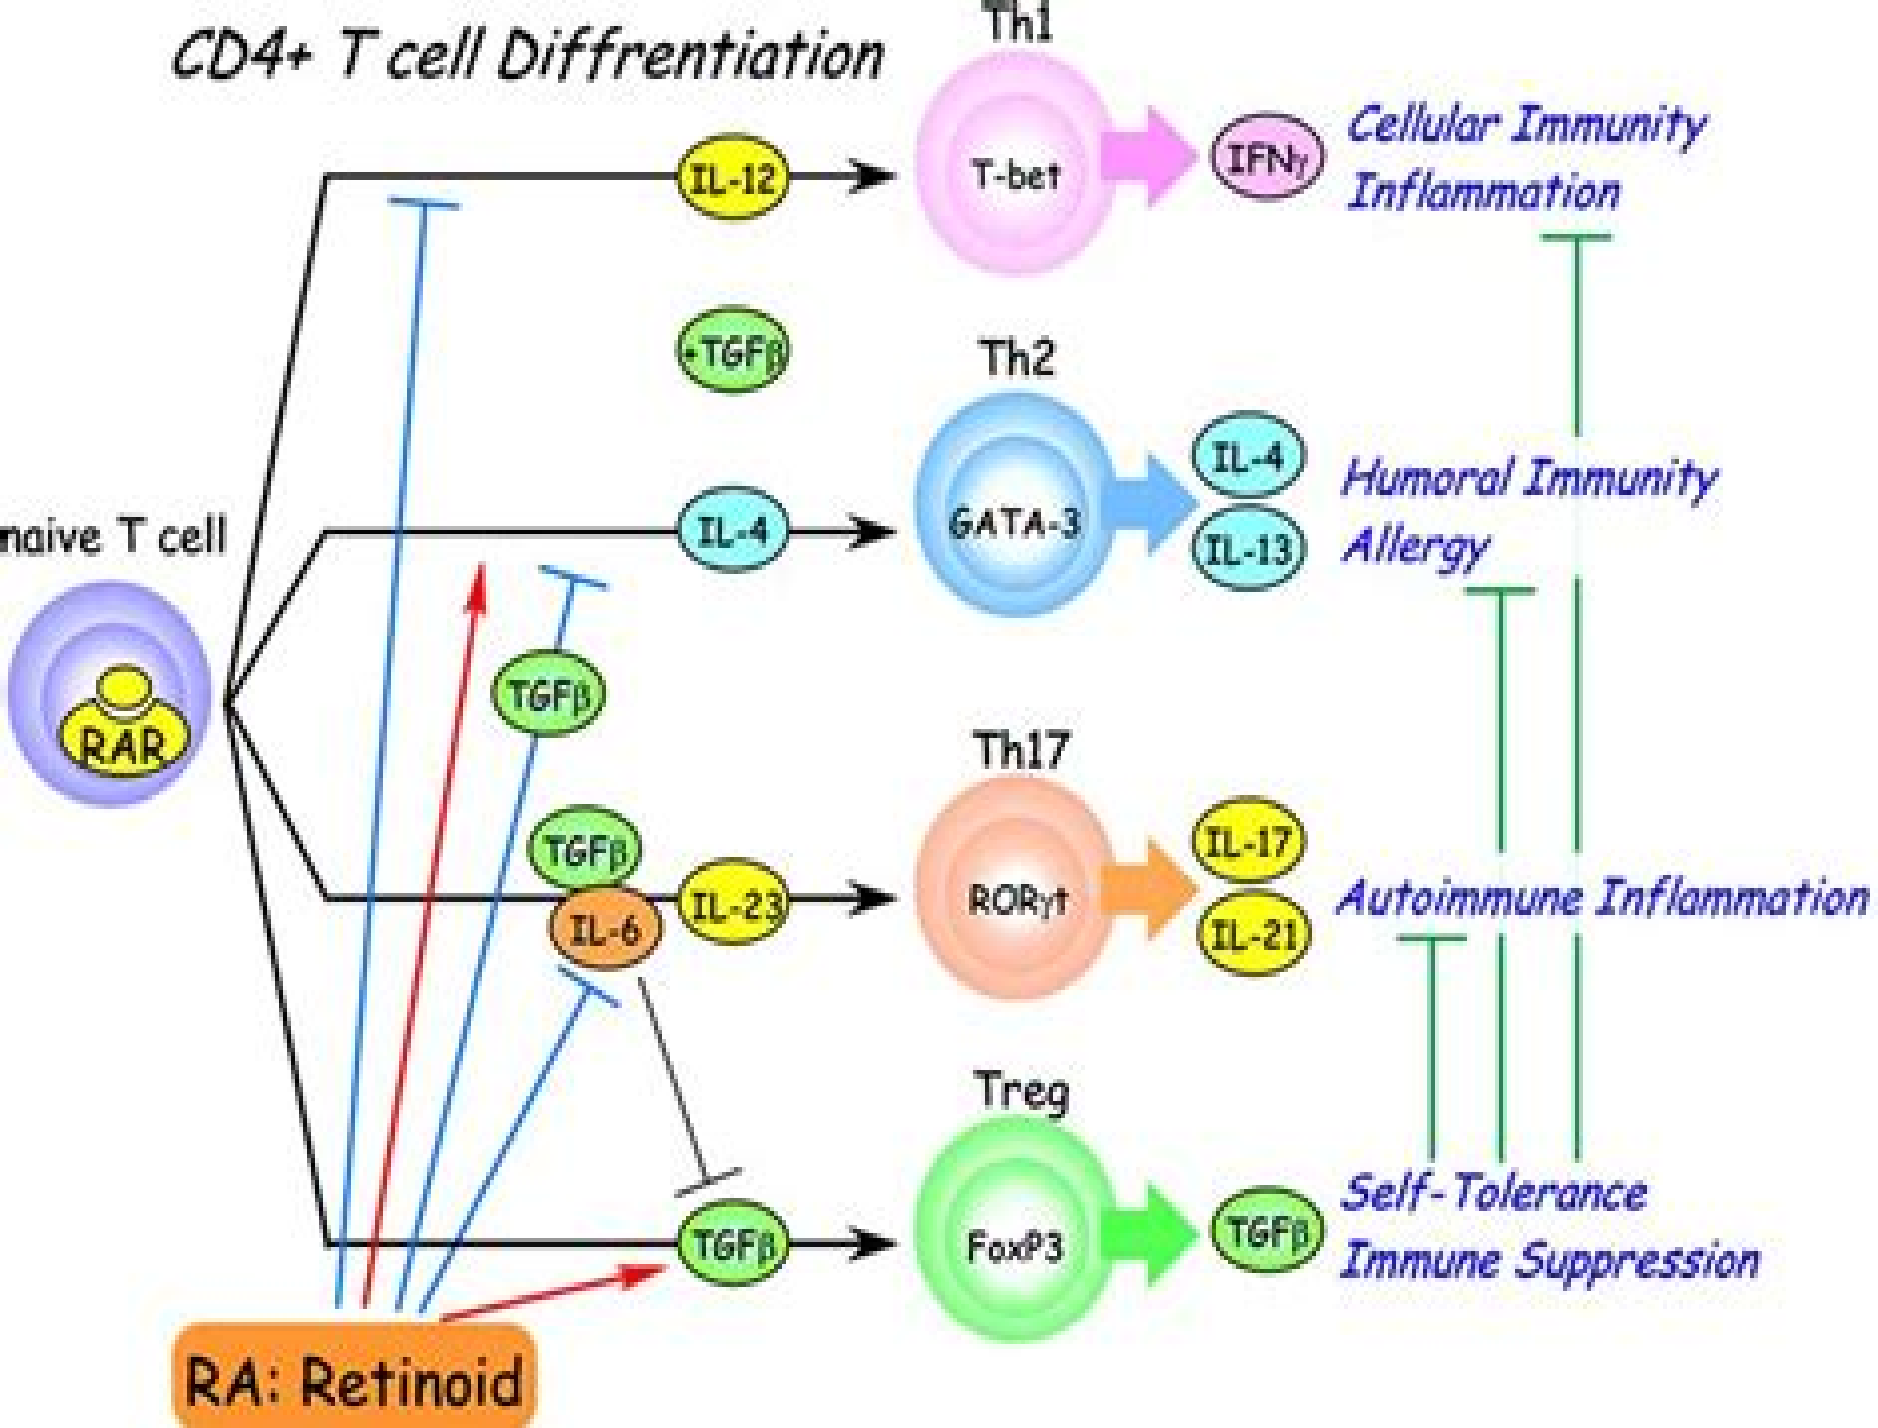 CD4+ T cell Diffrentiation
Th1
IL-12
T-bet
IFNγ
Cellular Immunity
Inflammation
TGFβ
Th2
IL-4
GATA-3
IL-4
IL-13
Humoral Immunity
Allergy
naive T cell
RAR
TGFβ
Th17
TGFβ
IL-6
IL-23
RORγt
IL-17
IL-21
Autoimmune Inflammation
Treg
TGFβ
FoxP3
TGFβ
Self-Tolerance
Immune Suppression
RA: Retinoid